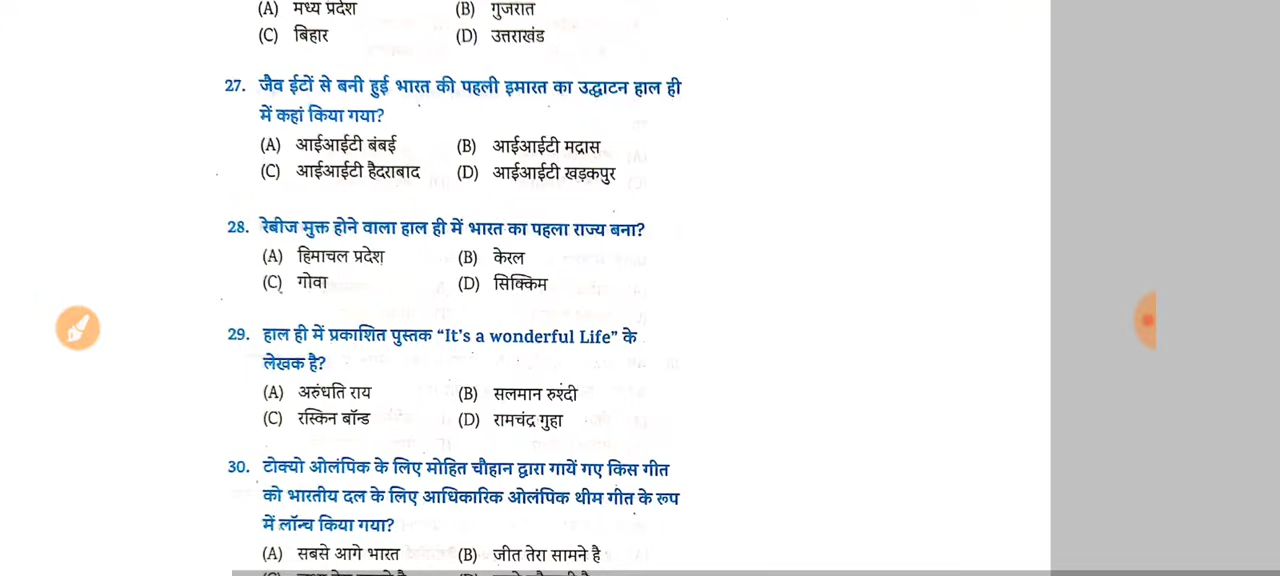 (A) मध्य प्रदेश (B) गुजरात
(C) बिहार (D) उत्तराखंड
27. जैव ईटों से बनी हुई भारत की पहली इमारत का उद्घाटन हाल ही
में कहां किया गया?
(A) आईआईटी बंबई (B) आईआईटी मद्रास
(C) आईआईटी हैदराबाद (D) आईआईटी खड़कपुर
28. रेबीज मुक्त होने वाला हाल ही में भारत का पहला राज्य बना?
(A) हिमाचल प्रदेश (B) केरल
(C) गोवा (D) सिक्किम
29. हाल ही में प्रकाशित पुस्तक “It's a wonderful Life” के
लेखक है?
(A) अरुंधति राय (B) सलमान रुश्दी
(C) रस्किन बॉन्ड (D) रामचंद्र गुहा
30. टोक्यो ओलंपिक के लिए मोहित चौहान द्वारा गायें गए किस गीत
को भारतीय दल के लिए आधिकारिक ओलंपिक थीम गीत के रूप
में लॉन्च किया गया?
(A) सबसे आगे भारत (B) जीत तेरा सामने है